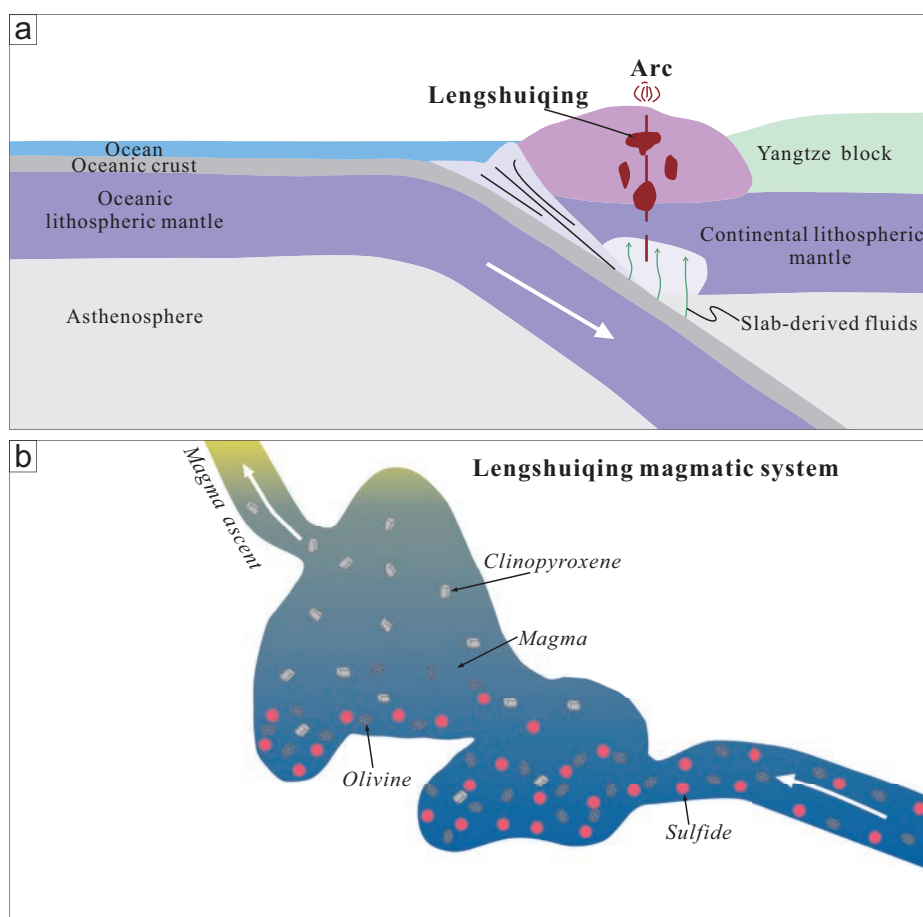 a
Arc
Lengshuiqing
Ocean
Oceanic crust
Yangtze block
Oceanic
lithospheric mantle
Continental lithospheric
mantle
Asthenosphere
Slab-derived fluids
b
Lengshuiqing magmatic system
Magma ascent
Clinopyroxene
Magma
Olivine
Sulfide